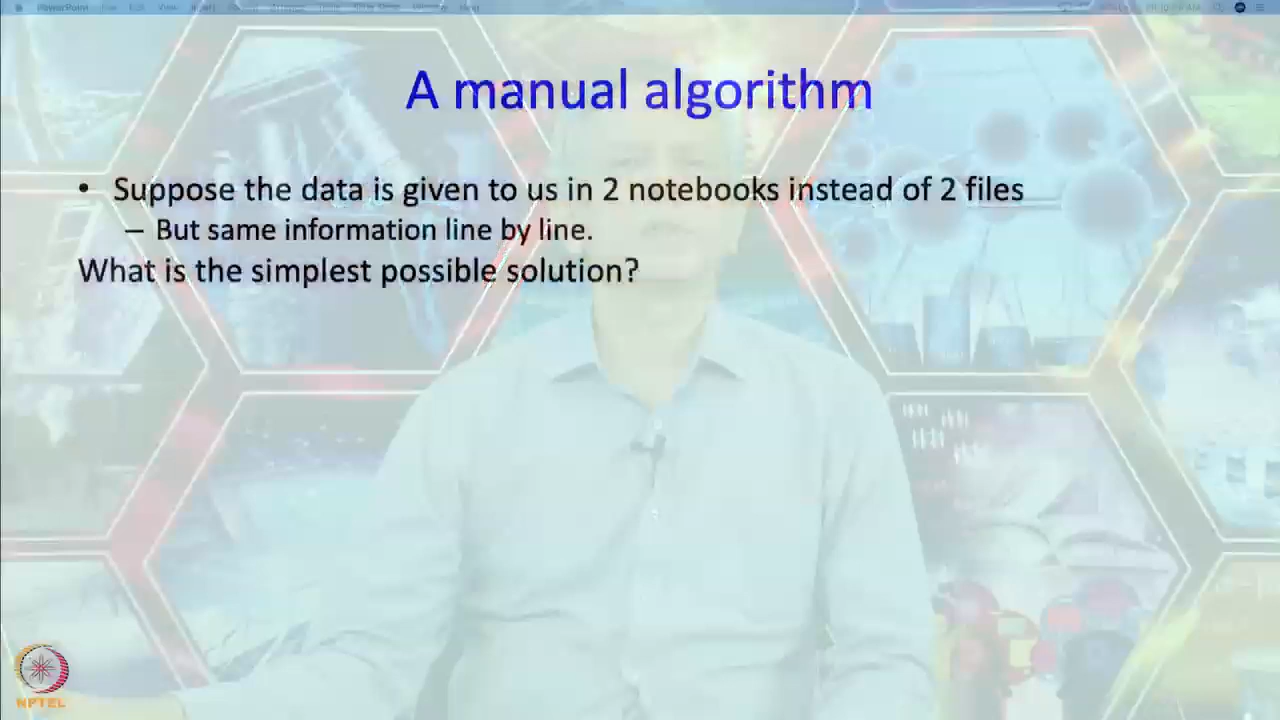 PowerPoint
A manual algorithm
• Suppose the data is given to us in 2 notebooks instead of 2 files
– But same information line by line.
What is the simplest possible solution?
NPTEL